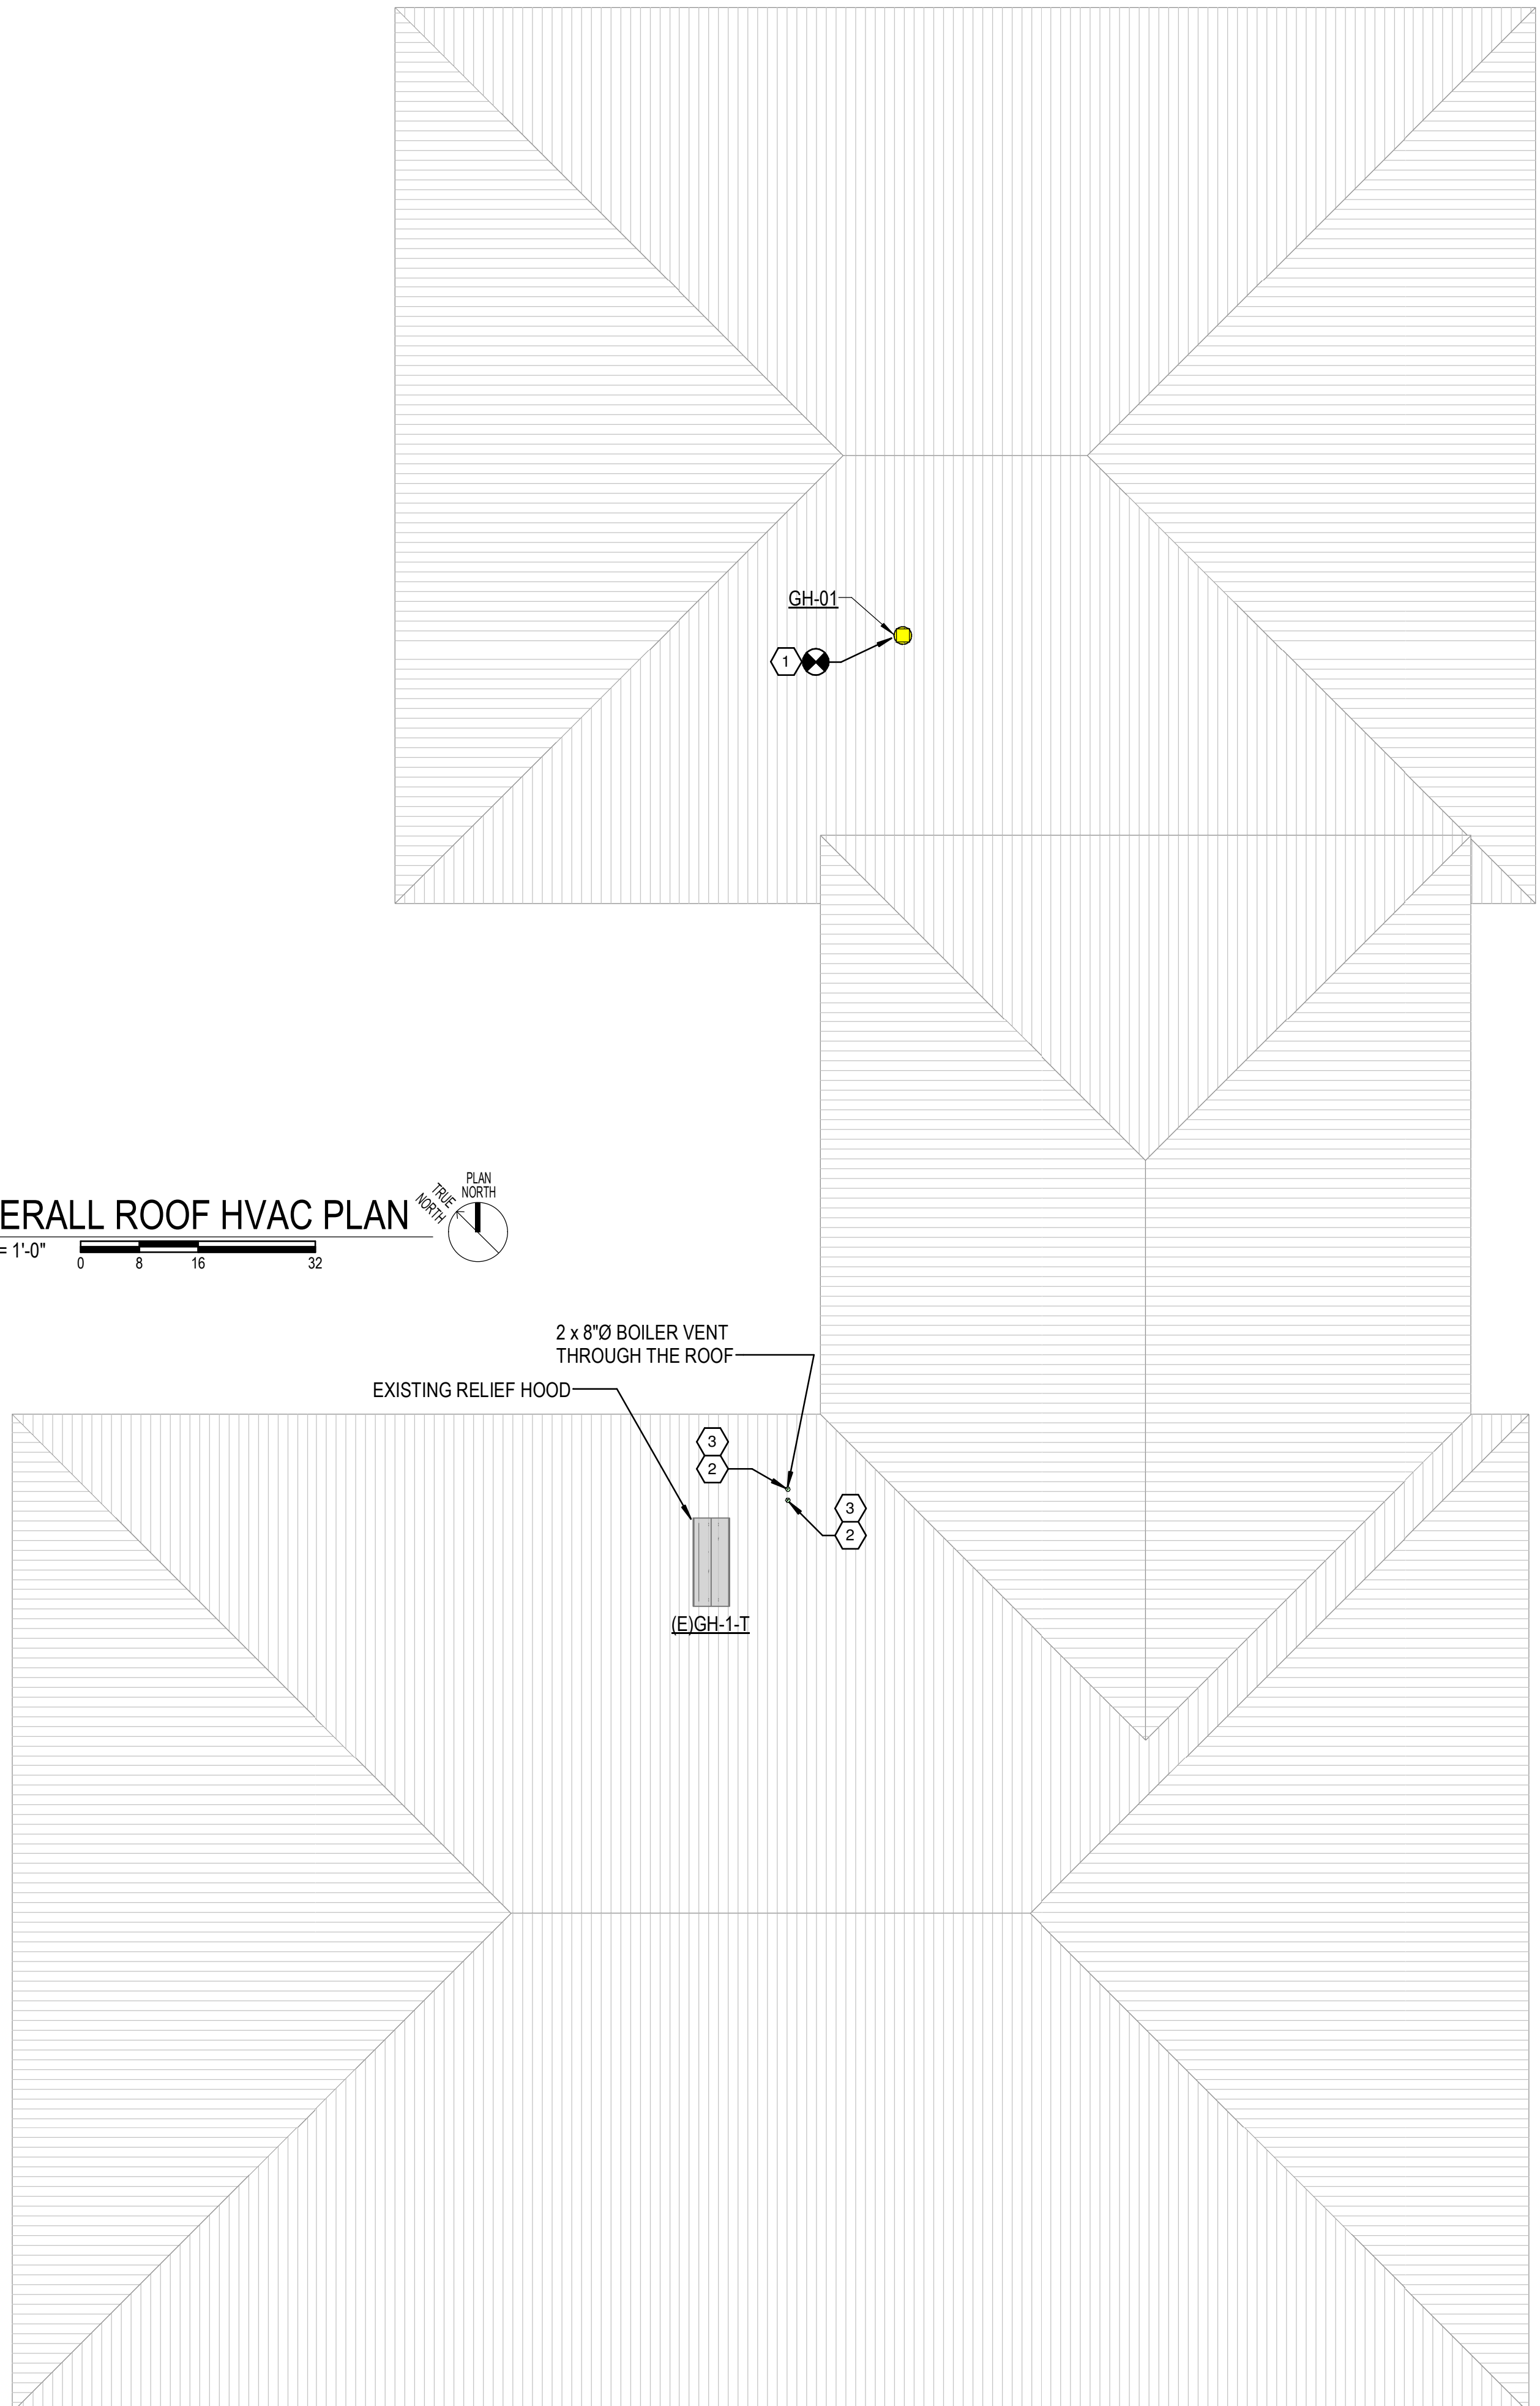 GH-01
1
PLAN
NORTH
TRUE
NORTH
ERALL ROOF HVAC PLAN
= 1'-0"
0 8 16 32
2 x 8"Ø BOILER VENT
THROUGH THE ROOF
EXISTING RELIEF HOOD
3
2
3
2
(E)GH-1-T